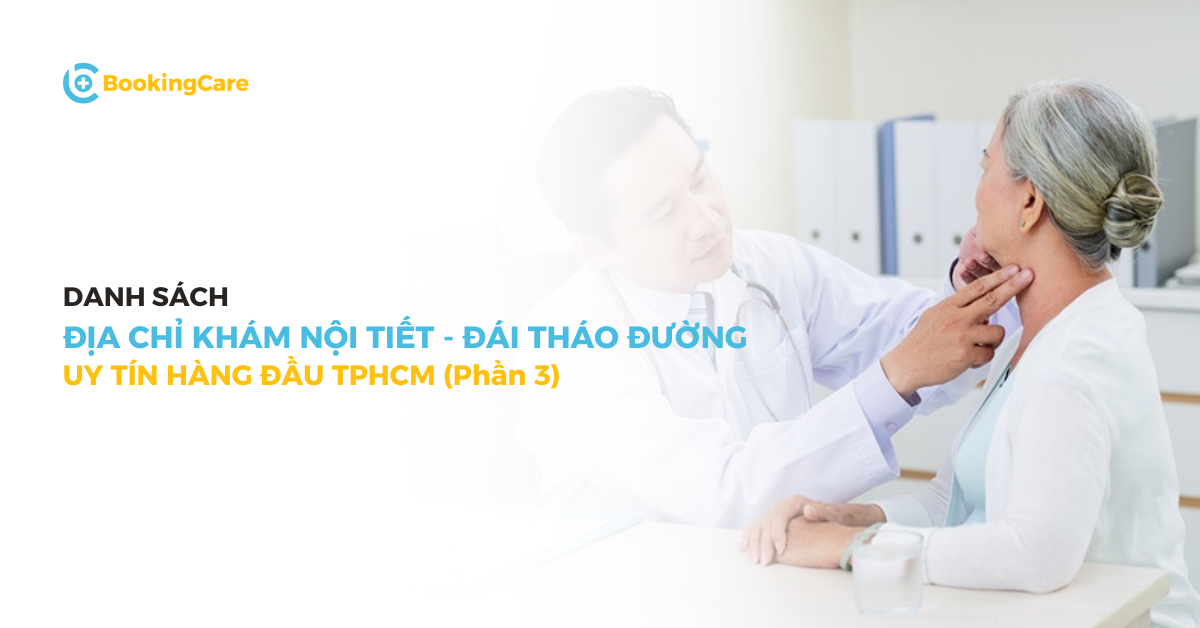 BookingCare
DANH SÁCH
ĐỊA CHỈ KHÁM NỘI TIẾT - ĐÁI THÁO ĐƯỜNG
UY TÍN HÀNG ĐẦU TPHCM (Phần 3)